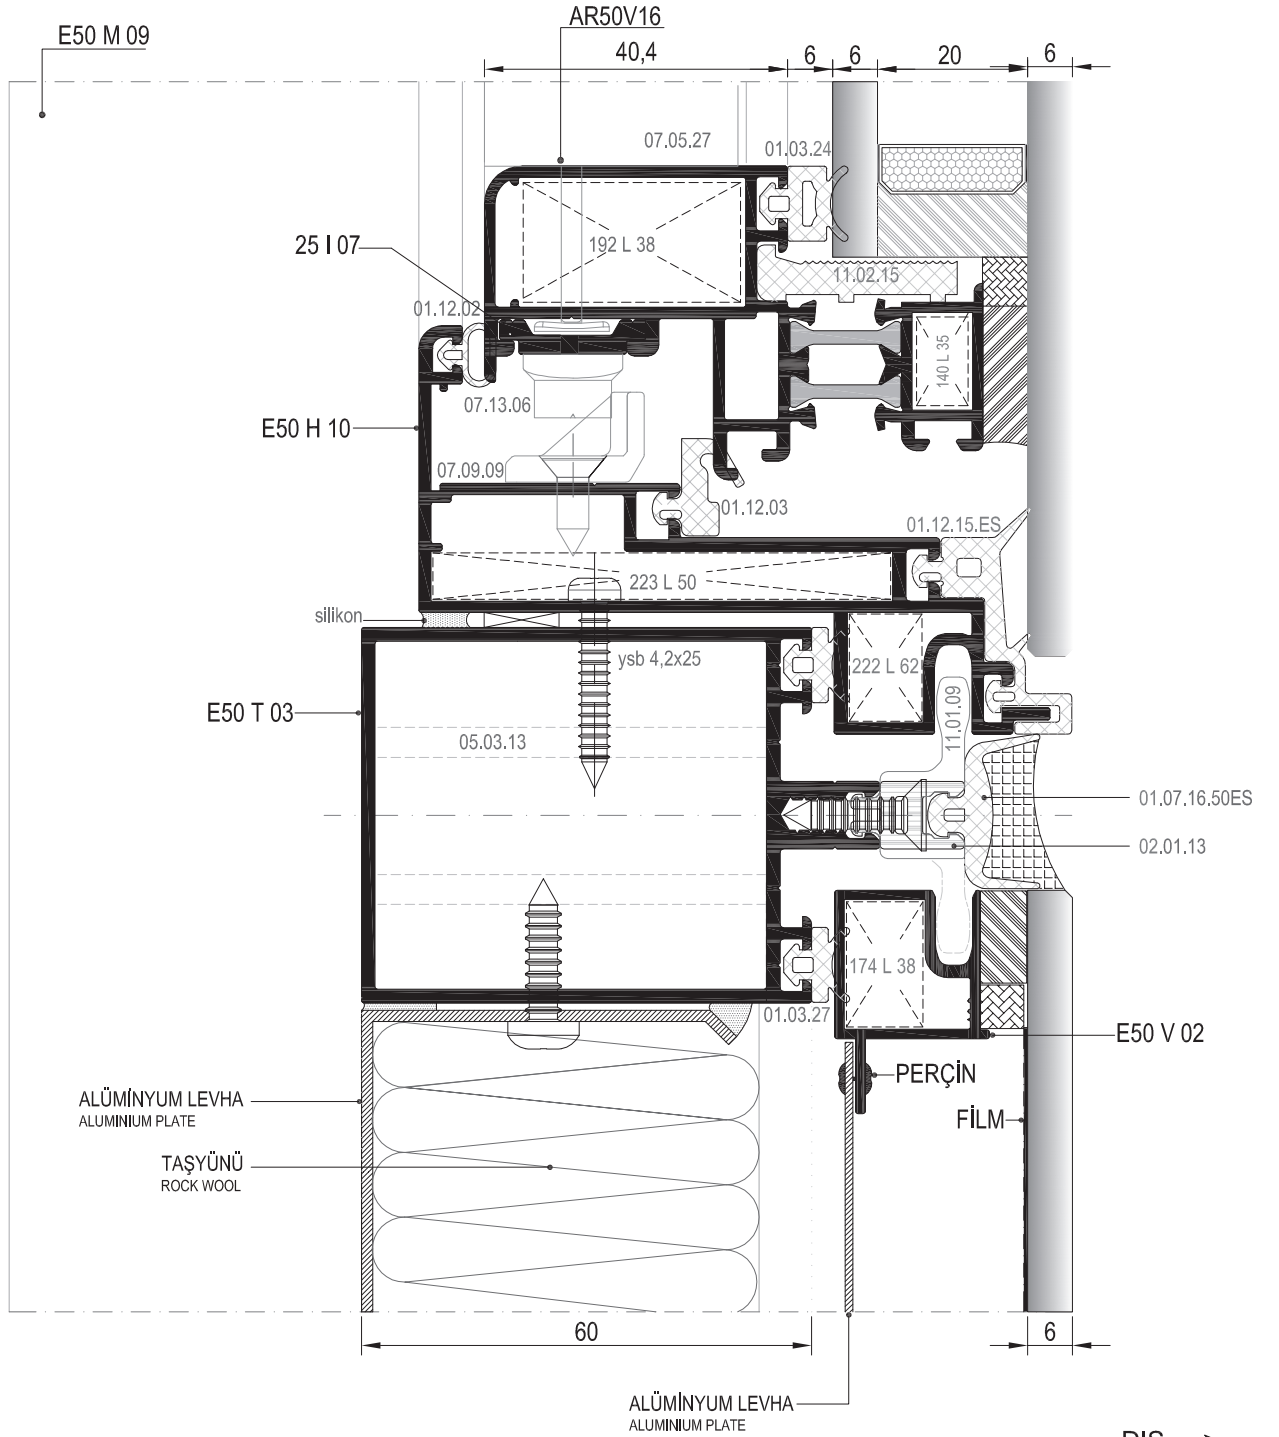 AR50V16
E50 M 09
40,4
6
6
20
6
07.05.27
01.03.24
192 L 38
25 I 07
11.02.15
01.12.02
140 L 35
07.13.06
E50 H 10
07.09.09
01.12.03
01.12.15.ES
223 L 50
silikon
ysb 4,2x25
222 L 62
E50 T 03
05.03.13
11.01.09
01.07.16.50ES
02.01.13
174 L 38
01.03.27
E50 V 02
PERÇİN
ALÜMİNYUM LEVHA
ALUMINIUM PLATE
FİLM
TAŞYÜNÜ
ROCK WOOL
60
6
ALÜMİNYUM LEVHA
ALUMINIUM PLATE